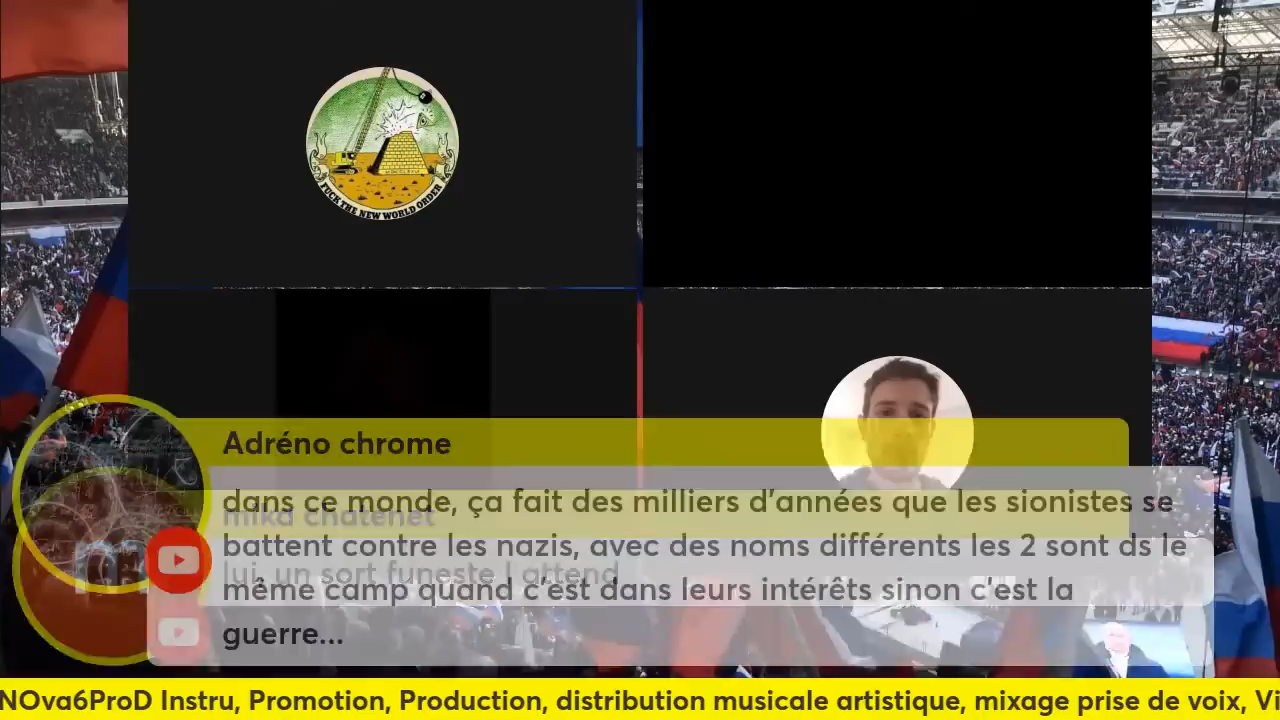 FUCK THE NEW WORLD ORDER
Adréno chrome
dans ce monde, ça fait des milliers d'années que les sionistes se
mika chatenet
battent contre les nazis, avec des noms différents les 2 sont ds le
lui, un sort funeste l attend
même camp quand c'est dans leurs intérêts sinon c'est la
guerre...
NOva6ProD Instru, Promotion, Production, distribution musicale artistique, mixage prise de voix, Vi